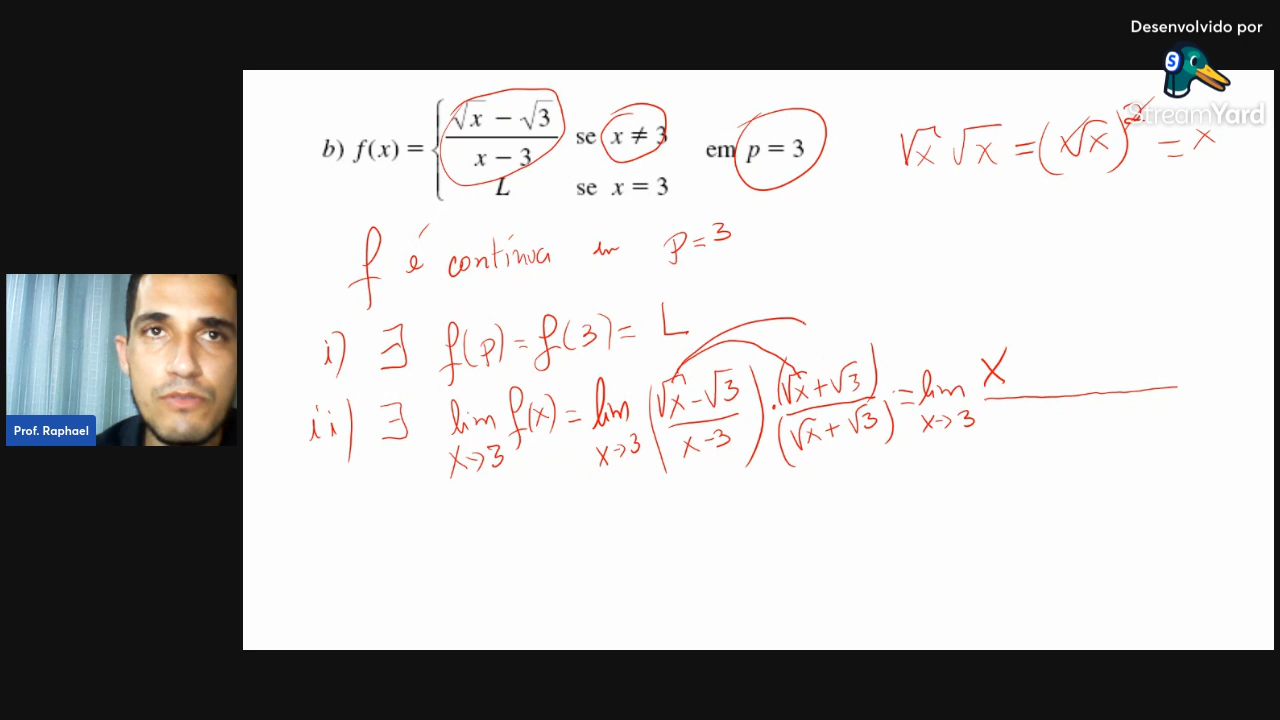 Desenvolvido por
StreamYard
b) f(x) = { (√x − √3)/(x − 3) se x ≠ 3
L se x = 3
em p = 3
√x √x = (√x)² = x
f é contínua em p = 3
i) ∃ f(p) = f(3) = L
ii) ∃ lim x→3 f(x) = lim x→3 ((√x − √3)/(x − 3)) · (√x + √3)/(√x + √3) = lim x→3 x
Prof. Raphael